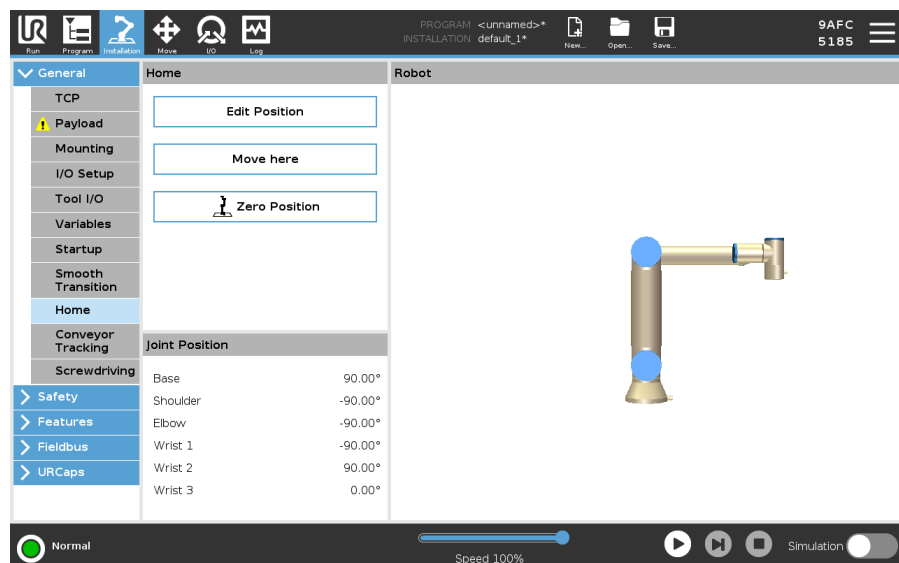 PROGRAM <unnamed>*
INSTALLATION default_1*
9AFC
5185
Run Program Installation Move I/O Log New... Open... Save...
General
TCP
Payload
Mounting
I/O Setup
Tool I/O
Variables
Startup
Smooth
Transition
Home
Conveyor
Tracking
Screwdriving
Safety
Features
Fieldbus
URCaps
Home
Edit Position
Move here
Zero Position
Joint Position
Base 90.00°
Shoulder -90.00°
Elbow -90.00°
Wrist 1 -90.00°
Wrist 2 90.00°
Wrist 3 0.00°
Robot
Normal
Speed 100%
Simulation